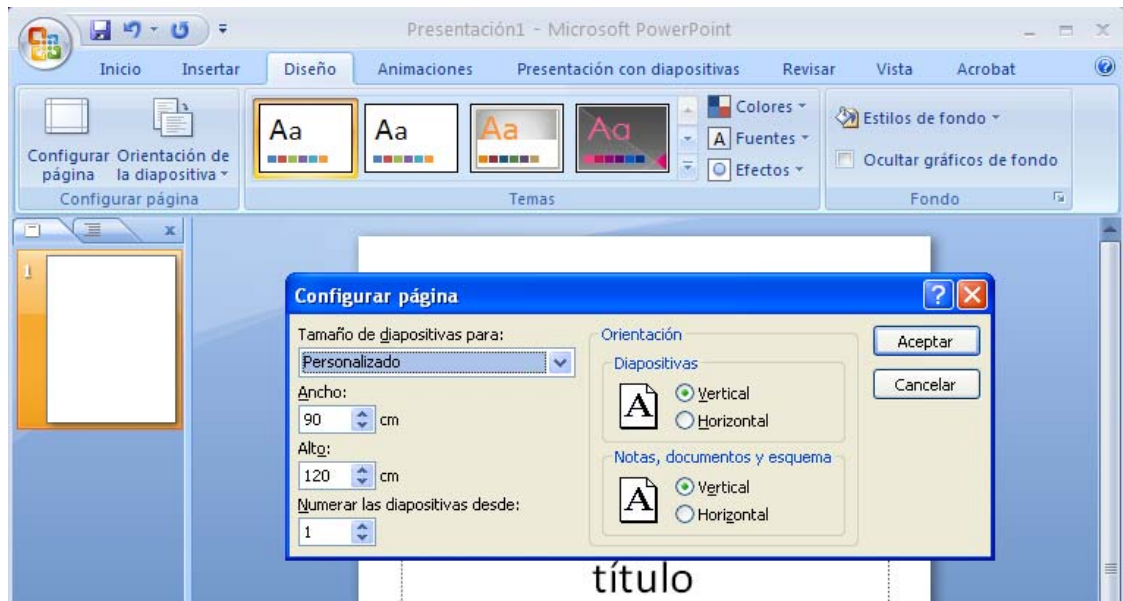 Presentación1 - Microsoft PowerPoint
Inicio Insertar Diseño Animaciones Presentación con diapositivas Revisar Vista Acrobat
Configurar página
Orientación de la diapositiva
Aa Aa Aa Aa
Colores
Fuentes
Efectos
Estilos de fondo
Ocultar gráficos de fondo
Configurar página Temas Fondo
1
Configurar página
Tamaño de diapositivas para:
Personalizado
Ancho:
90 cm
Alto:
120 cm
Numerar las diapositivas desde:
1
Orientación
Diapositivas
A
Vertical
Horizontal
Notas, documentos y esquema
A
Vertical
Horizontal
Aceptar
Cancelar
título